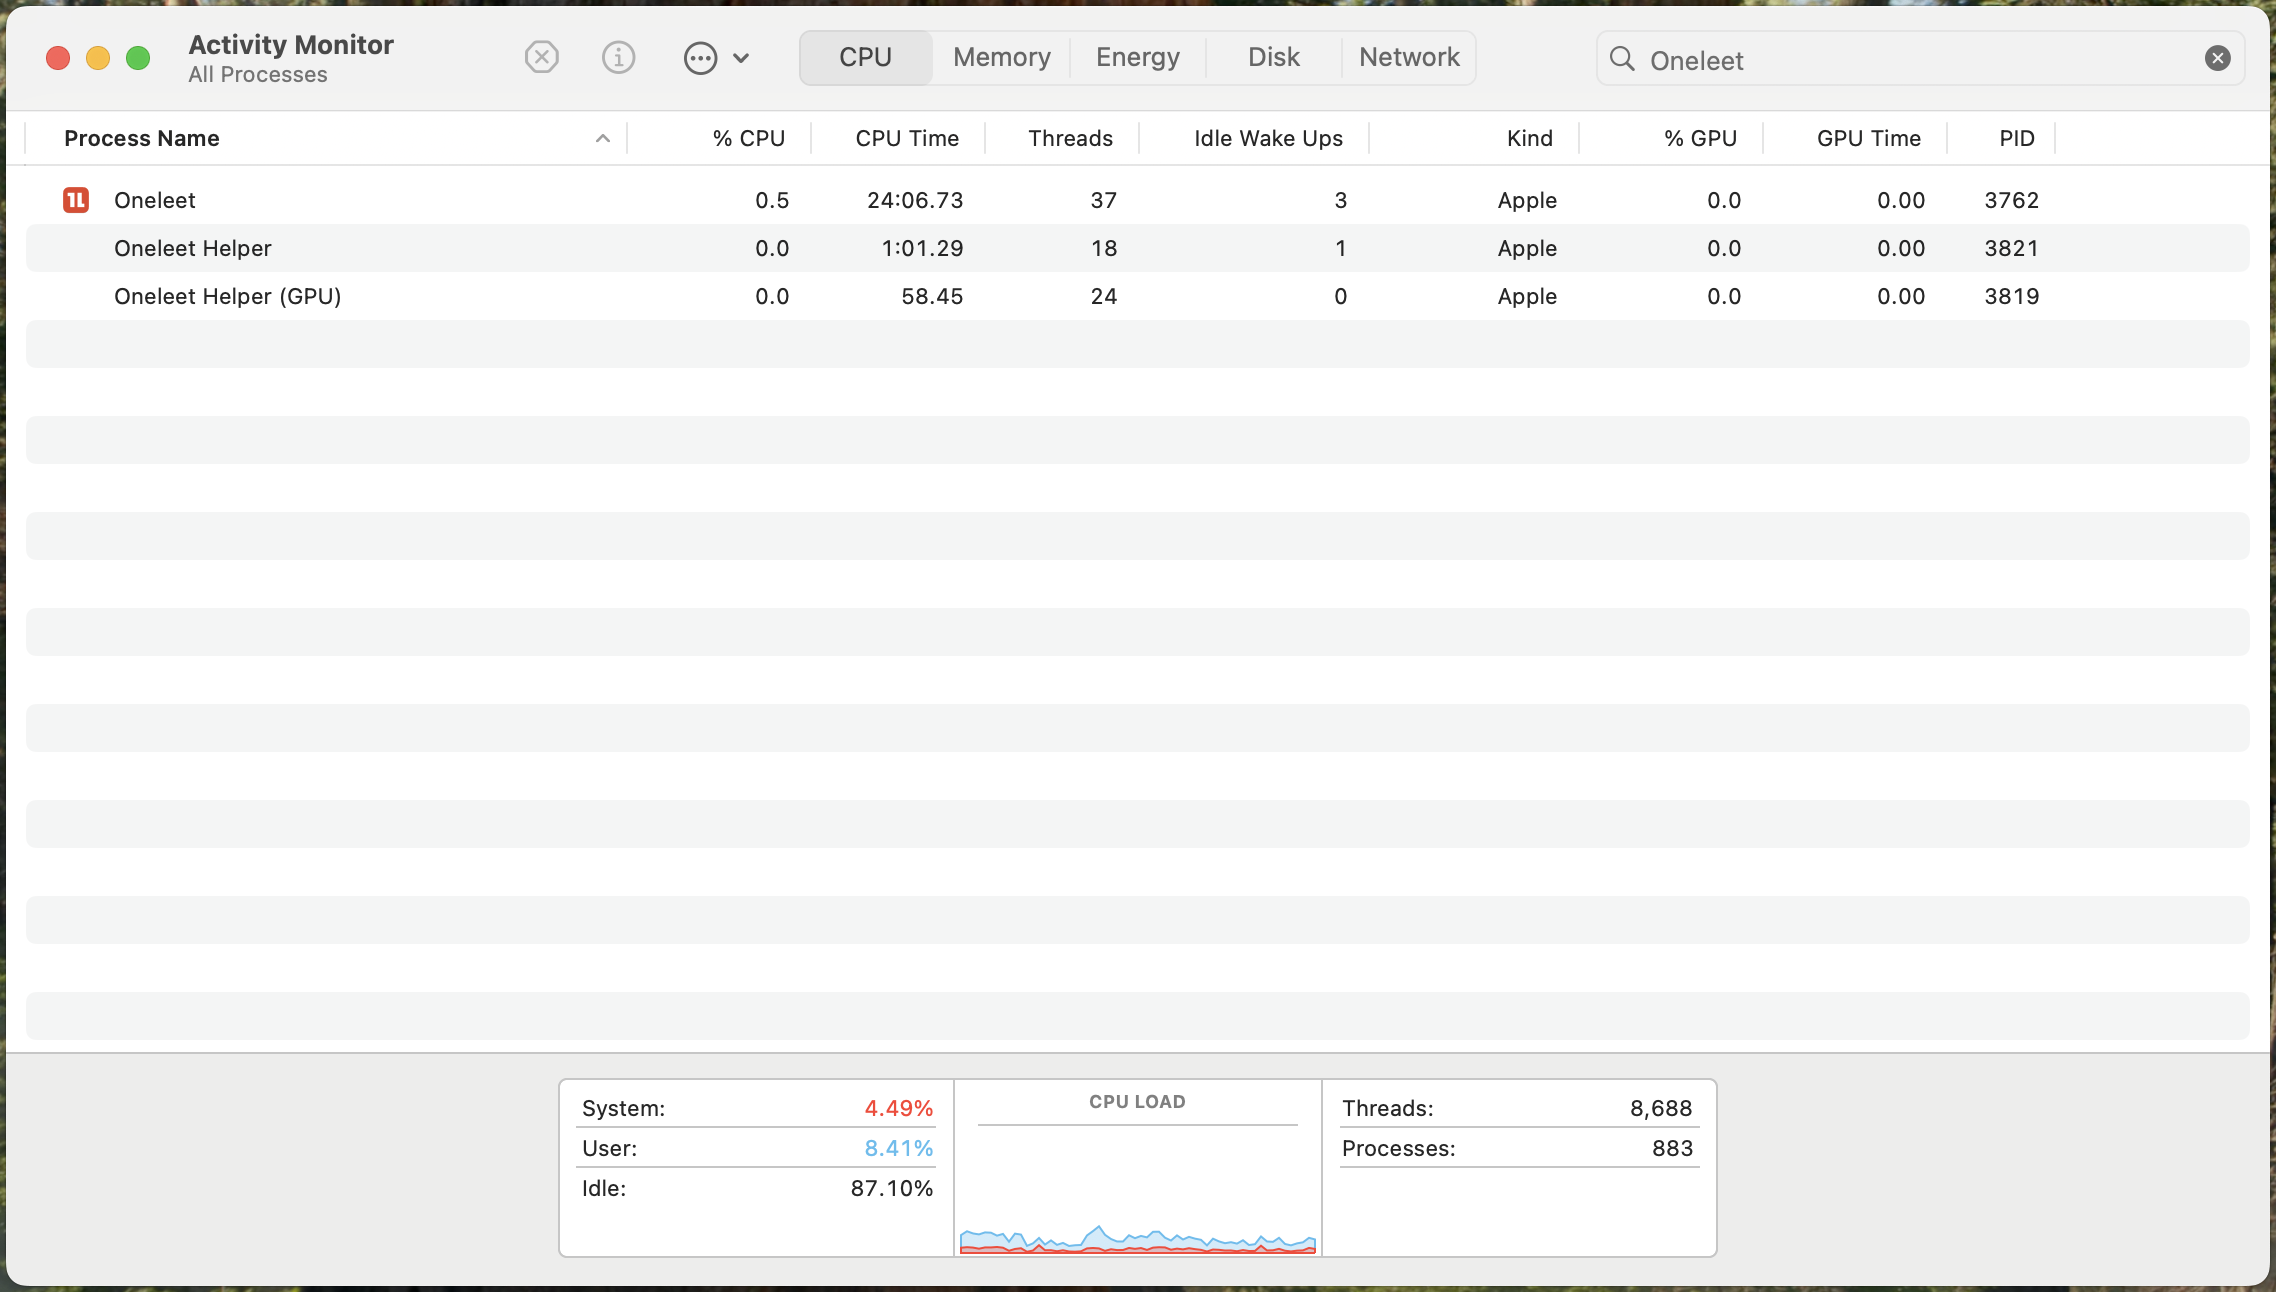 Activity Monitor
All Processes
CPU Memory Energy Disk Network
Oneleet
Process Name % CPU CPU Time Threads Idle Wake Ups Kind % GPU GPU Time PID
1L Oneleet 0.5 24:06.73 37 3 Apple 0.0 0.00 3762
Oneleet Helper 0.0 1:01.29 18 1 Apple 0.0 0.00 3821
Oneleet Helper (GPU) 0.0 58.45 24 0 Apple 0.0 0.00 3819
System: 4.49%
User: 8.41%
Idle: 87.10%
CPU LOAD
Threads: 8,688
Processes: 883